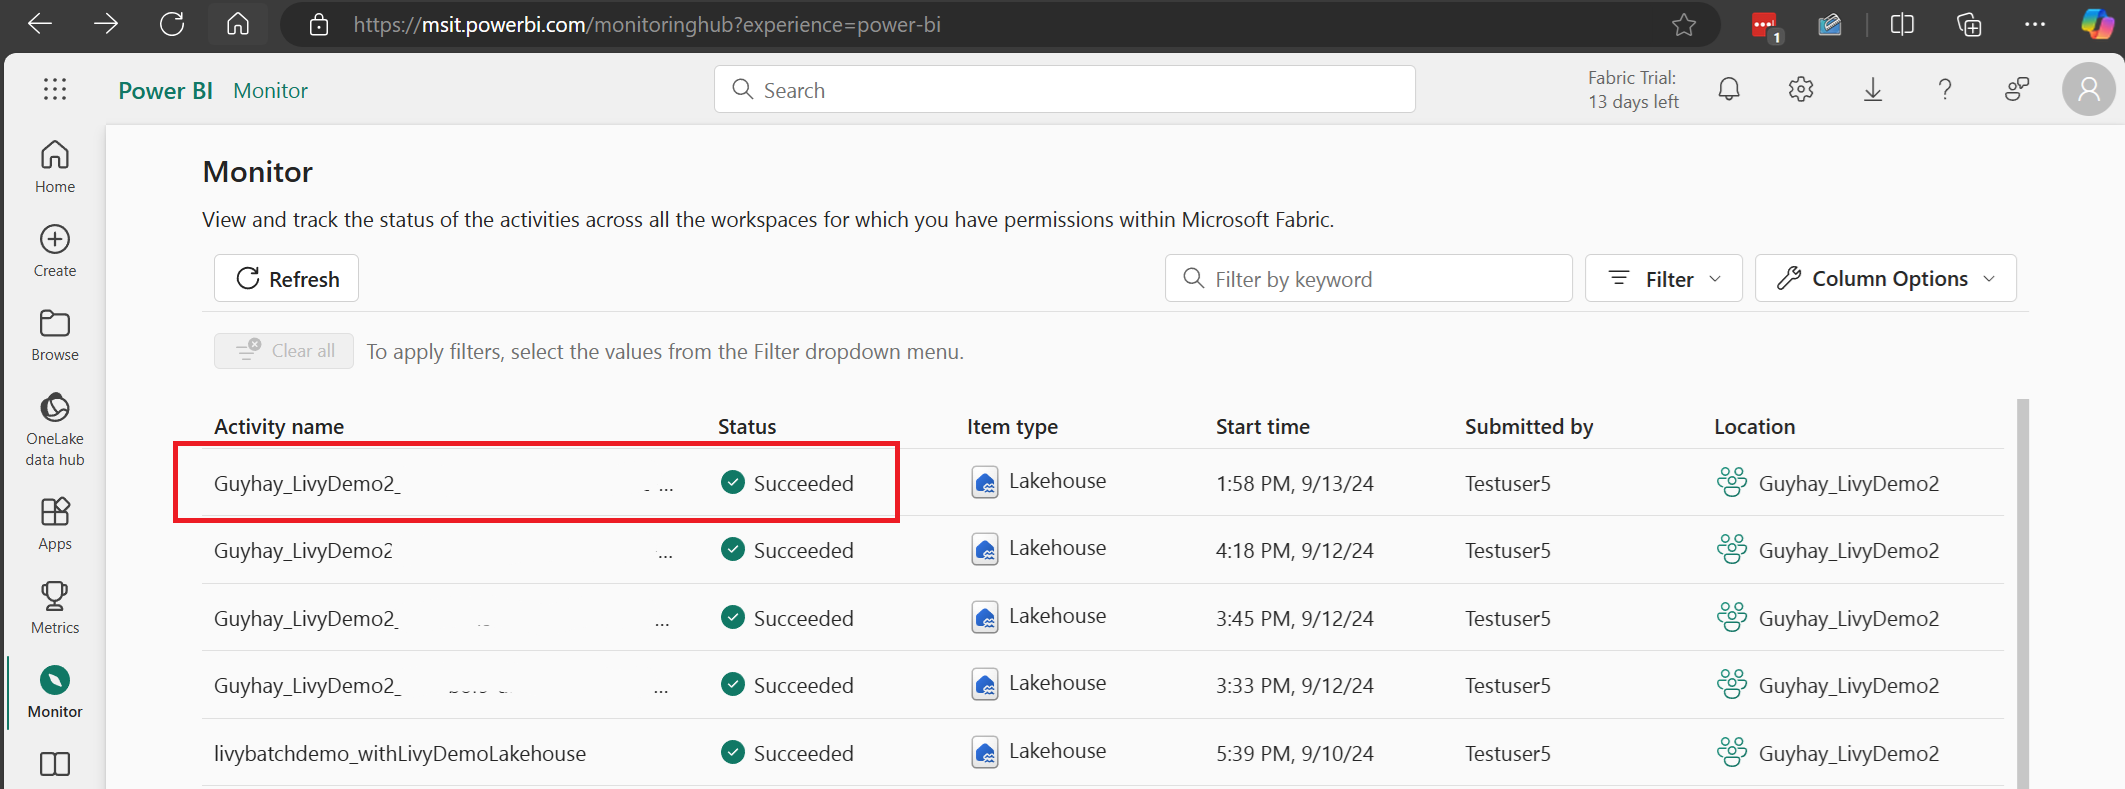 https://msit.powerbi.com/monitoringhub?experience=power-bi
1
Power BI Monitor
Search
Fabric Trial:
13 days left
Home
Create
Browse
OneLake
data hub
Apps
Metrics
Monitor
Monitor
View and track the status of the activities across all the workspaces for which you have permissions within Microsoft Fabric.
Refresh
Filter by keyword
Filter
Column Options
Clear all
To apply filters, select the values from the Filter dropdown menu.
Activity name Status Item type Start time Submitted by Location
Guyhay_LivyDemo2_ ... Succeeded Lakehouse 1:58 PM, 9/13/24 Testuser5 Guyhay_LivyDemo2
Guyhay_LivyDemo2 ... Succeeded Lakehouse 4:18 PM, 9/12/24 Testuser5 Guyhay_LivyDemo2
Guyhay_LivyDemo2_ ... Succeeded Lakehouse 3:45 PM, 9/12/24 Testuser5 Guyhay_LivyDemo2
Guyhay_LivyDemo2_ ... Succeeded Lakehouse 3:33 PM, 9/12/24 Testuser5 Guyhay_LivyDemo2
livybatchdemo_withLivyDemoLakehouse Succeeded Lakehouse 5:39 PM, 9/10/24 Testuser5 Guyhay_LivyDemo2